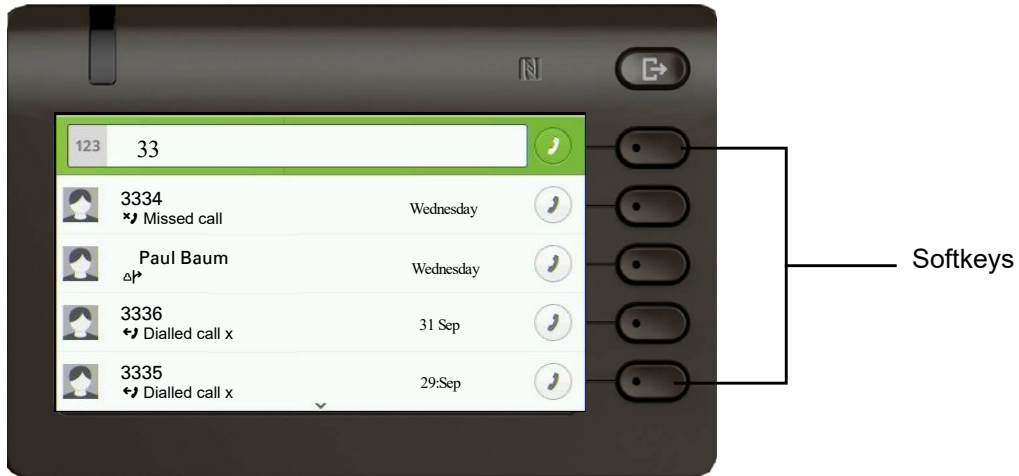 123 33
3334
Missed call
Wednesday
Paul Baum
Wednesday
3336
Dialled call x
31 Sep
3335
Dialled call x
29:Sep
Softkeys